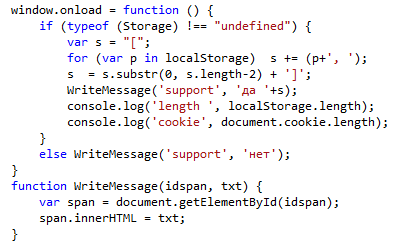 window.onload = function () {
    if (typeof (Storage) !== "undefined") {
        var s = "[";
        for (var p in localStorage)  s += (p+', ');
        s  = s.substr(0, s.length-2) + ']';
        WriteMessage('support', 'да '+s);
        console.log('length ', localStorage.length);
        console.log('cookie', document.cookie.length);
    }
    else WriteMessage('support', 'нет');
}
function WriteMessage(idspan, txt) {
    var span = document.getElementById(idspan);
    span.innerHTML = txt;
}